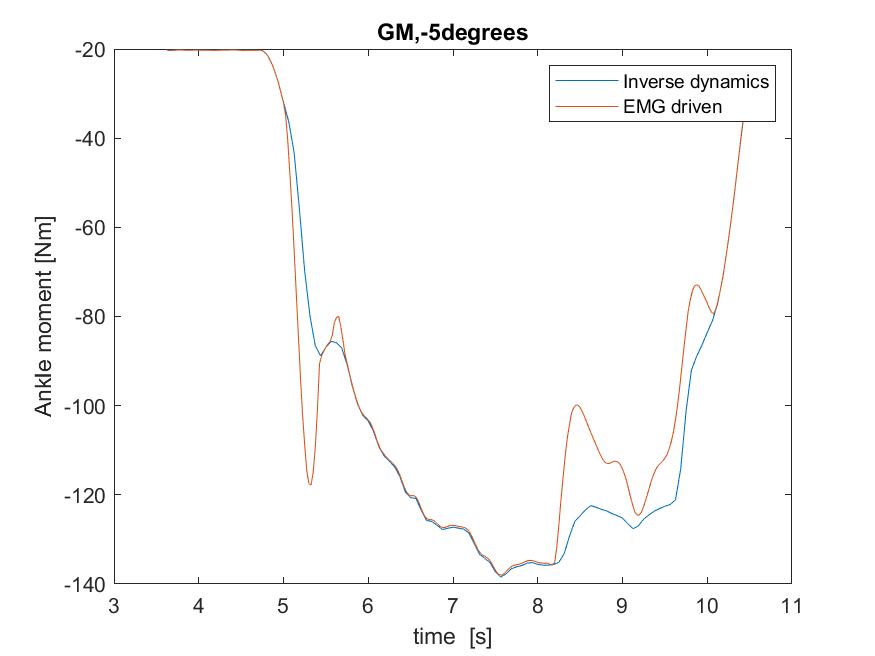 GM,-5degrees
-20
-40
-60
-80
-100
-120
-140
Ankle moment [Nm]
Inverse dynamics
EMG driven
3 4 5 6 7 8 9 10 11
time [s]